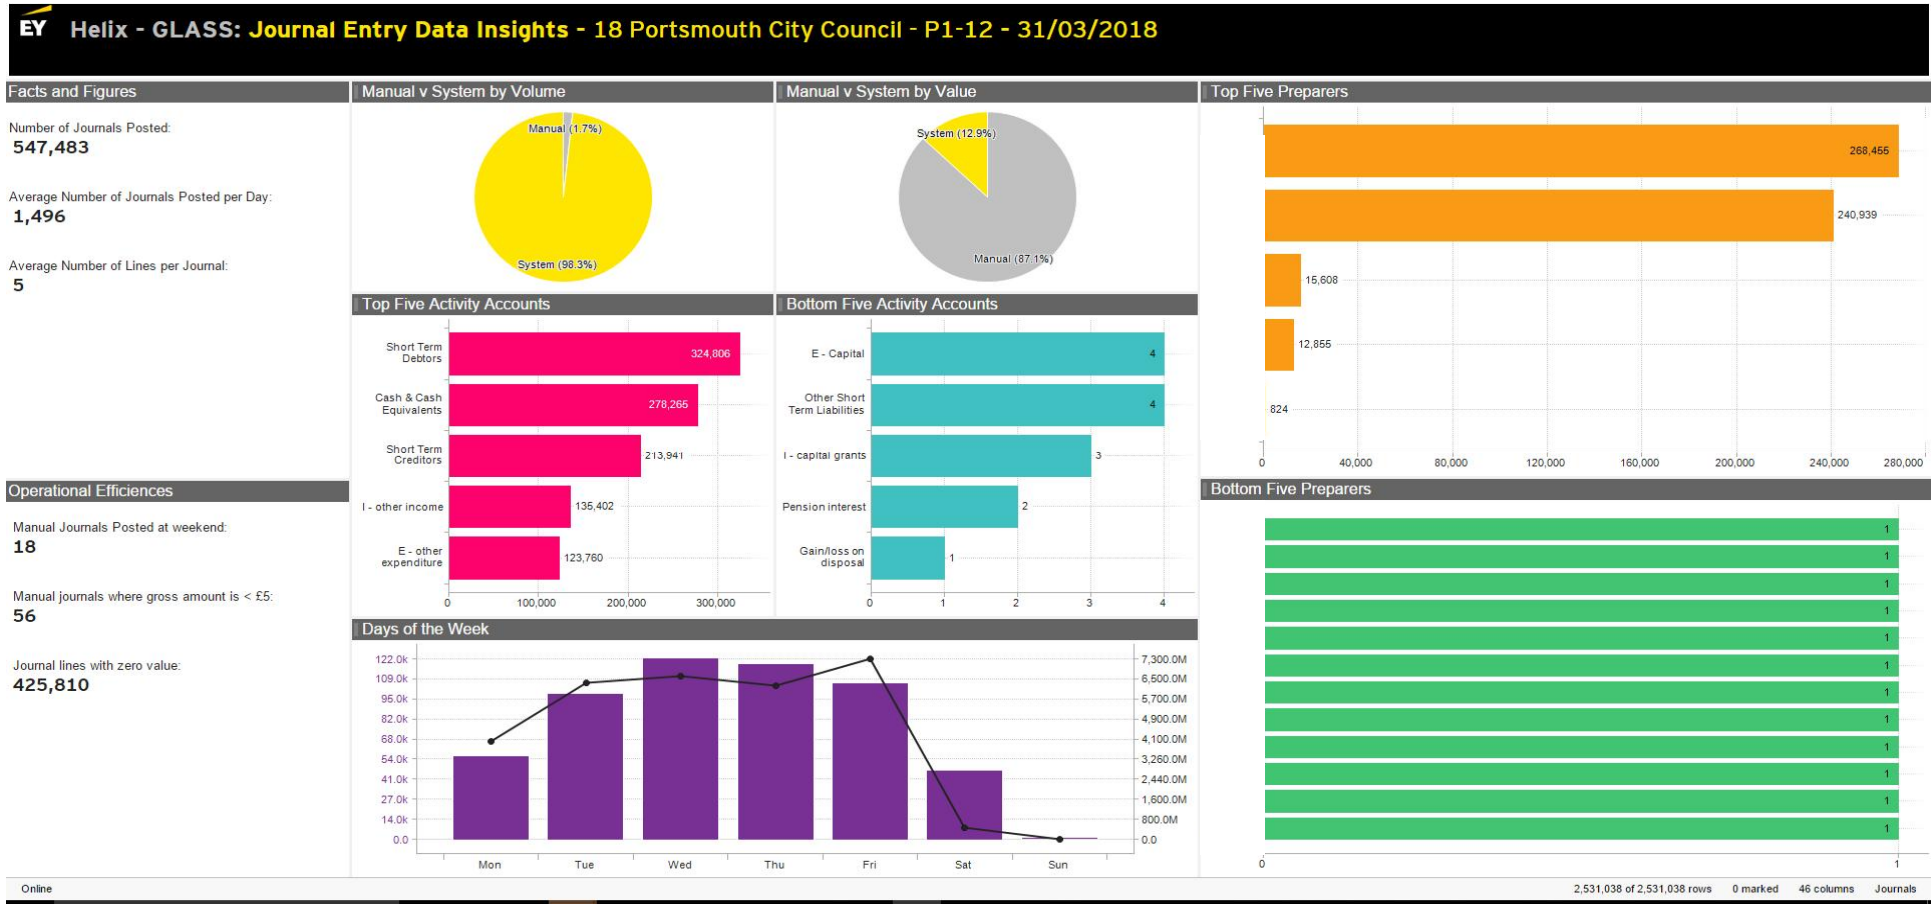 EY Helix - GLASS: Journal Entry Data Insights - 18 Portsmouth City Council - P1-12 - 31/03/2018
Facts and Figures
Number of Journals Posted:
547,483
Average Number of Journals Posted per Day:
1,496
Average Number of Lines per Journal:
5
Operational Efficiences
Manual Journals Posted at weekend:
18
Manual journals where gross amount is < £5:
56
Journal lines with zero value:
425,810
Manual v System by Volume
Manual (1.7%)
System (98.3%)
Manual v System by Value
System (12.9%)
Manual (87.1%)
Top Five Activity Accounts
Short Term
Debtors
324,806
Cash & Cash
Equivalents
278,265
Short Term
Creditors
213,941
I - other income
135,402
E - other
expenditure
123,760
0 100,000 200,000 300,000
Bottom Five Activity Accounts
E - Capital
4
Other Short
Term Liabilities
4
I - capital grants
3
Pension interest
2
Gain/loss on
disposal
1
0 1 2 3 4
Days of the Week
122.0k
109.0k
95.0k
82.0k
68.0k
54.0k
41.0k
27.0k
14.0k
0.0
7,300.0M
6,500.0M
5,700.0M
4,900.0M
4,100.0M
3,260.0M
2,440.0M
1,600.0M
800.0M
0.0
Mon Tue Wed Thu Fri Sat Sun
Top Five Preparers
268,455
240,939
15,608
12,855
824
0 40,000 80,000 120,000 160,000 200,000 240,000 280,000
Bottom Five Preparers
1
1
1
1
1
1
1
1
1
1
1
1
0 1
Online 2,531,038 of 2,531,038 rows 0 marked 46 columns Journals